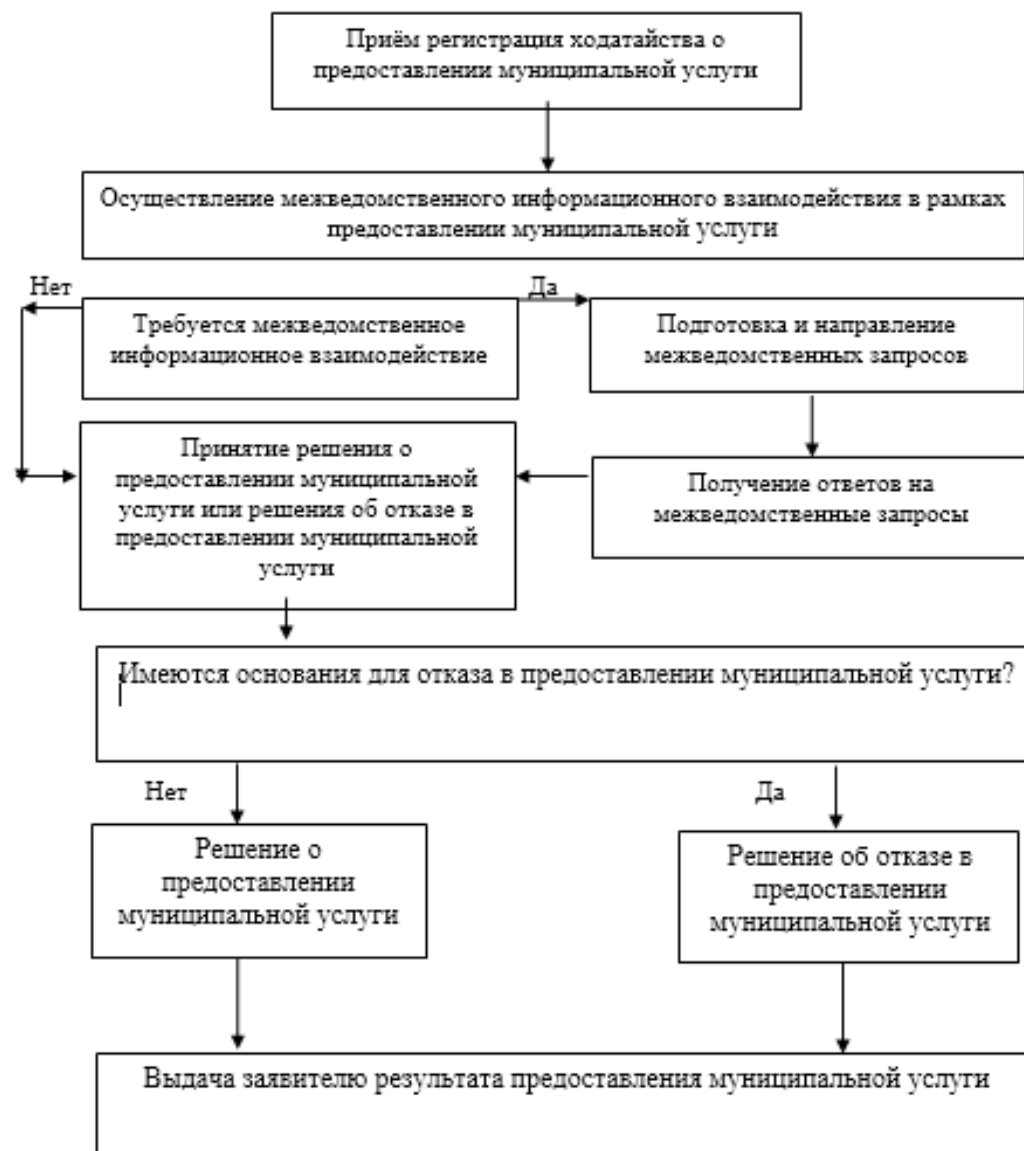 Приём регистрация ходатайства о
предоставлении муниципальной услуги
Осуществление межведомственного информационного взаимодействия в рамках
предоставлении муниципальной услуги
Нет
Да
Требуется межведомственное
информационное взаимодействие
Подготовка и направление
межведомственных запросов
Принятие решения о
предоставлении муниципальной
услуги или решения об отказе в
предоставлении муниципальной
услуги
Получение ответов на
межведомственные запросы
Имеются основания для отказа в предоставлении муниципальной услуги?
Нет
Да
Решение о
предоставлении
муниципальной услуги
Решение об отказе в
предоставлении
муниципальной услуги
Выдача заявителю результата предоставления муниципальной услуги